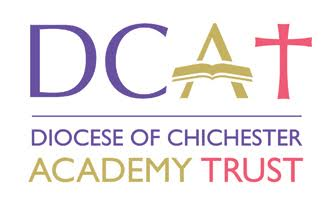 DCAt
DIOCESE OF CHICHESTER
ACADEMY TRUST